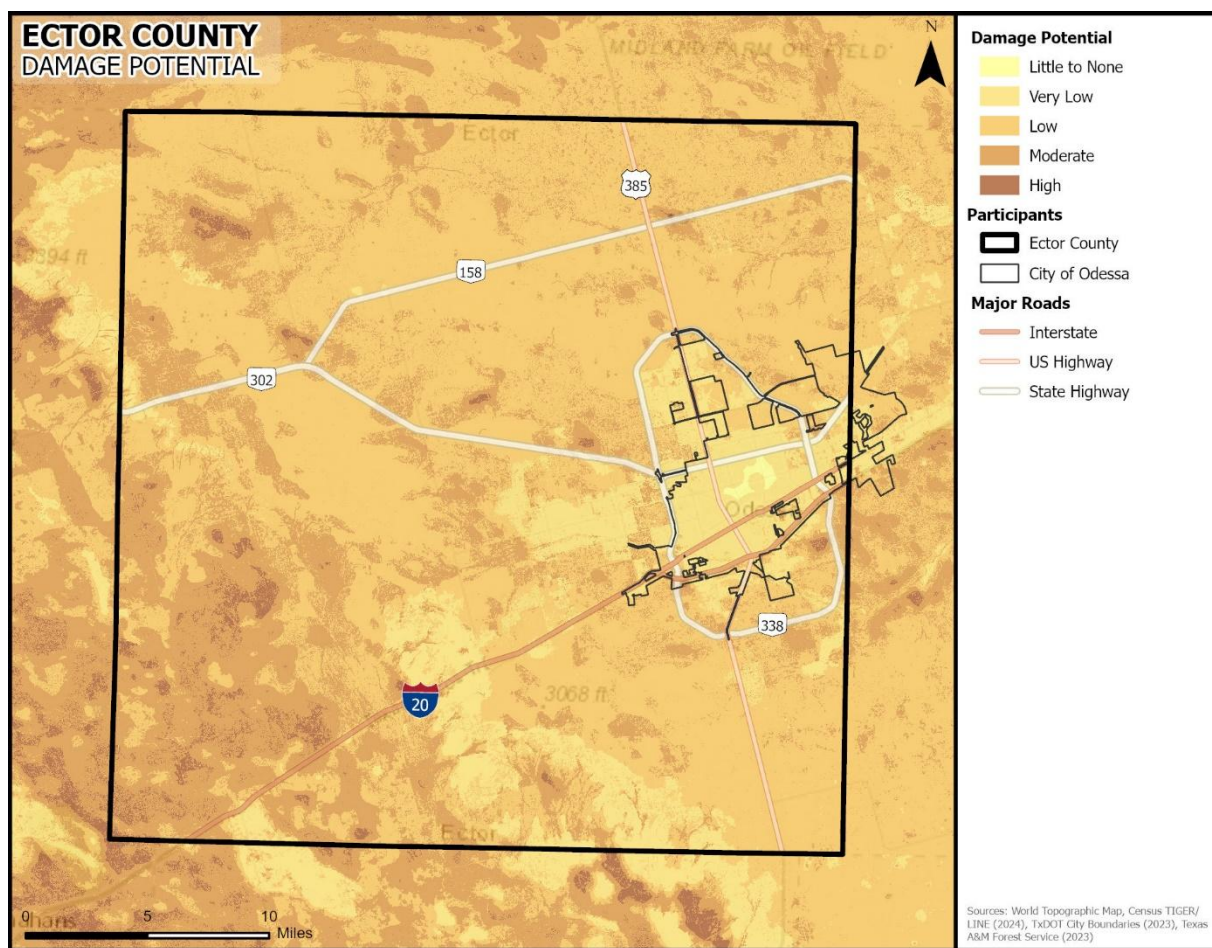 ECTOR COUNTY
DAMAGE POTENTIAL
MIDLAND FARM OIL FIELD
N
Ector
385
158
302
3394 ft
Odes
338
3068 ft
20
Ector
0 5 10
Miles
Damage Potential
Little to None
Very Low
Low
Moderate
High
Participants
Ector County
City of Odessa
Major Roads
Interstate
US Highway
State Highway
Sources: World Topographic Map, Census TIGER/
LINE (2024), TxDOT City Boundaries (2023), Texas
A&M Forest Service (2023)